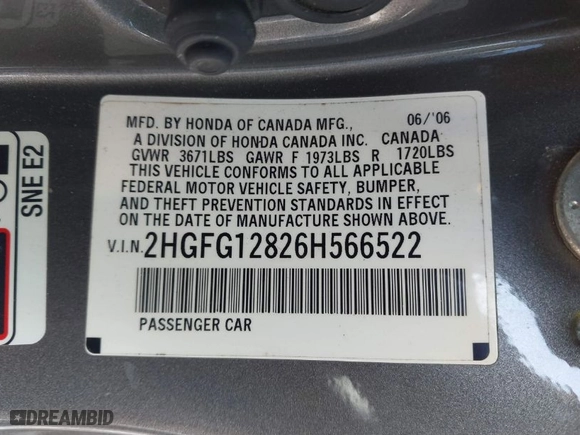 MFD. BY HONDA OF CANADA MFG., 06/'06
A DIVISION OF HONDA CANADA INC. CANADA
GVWR 3671LBS GAWR F 1973LBS R 1720LBS
THIS VEHICLE CONFORMS TO ALL APPLICABLE
FEDERAL MOTOR VEHICLE SAFETY, BUMPER,
AND THEFT PREVENTION STANDARDS IN EFFECT
ON THE DATE OF MANUFACTURE SHOWN ABOVE.
V.I.N. 2HGFG12826H566522
PASSENGER CAR
SNE E2
DREAMBID